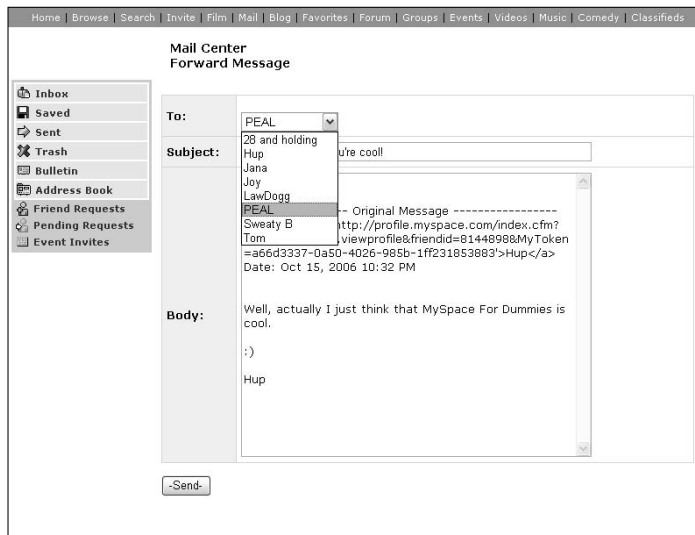 Home | Browse | Search | Invite | Film | Mail | Blog | Favorites | Forum | Groups | Events | Videos | Music | Comedy | Classifieds
Mail Center
Forward Message
Inbox
Saved
Sent
Trash
Bulletin
Address Book
Friend Requests
Pending Requests
Event Invites
To:
PEAL
28 and holding
Hup
Jana
Joy
LawDogg
PEAL
Sweaty B
Tom
Subject:
u're cool!
Body:
-- Original Message -----------------
ttp://profile.myspace.com/index.cfm?
.viewprofile&friendid=8144898&MyToken
=a66d3337-0a50-4026-985b-1ff231853883'>Hup</a>
Date: Oct 15, 2006 10:32 PM
Well, actually I just think that MySpace For Dummies is
cool.
:)
Hup
-Send-